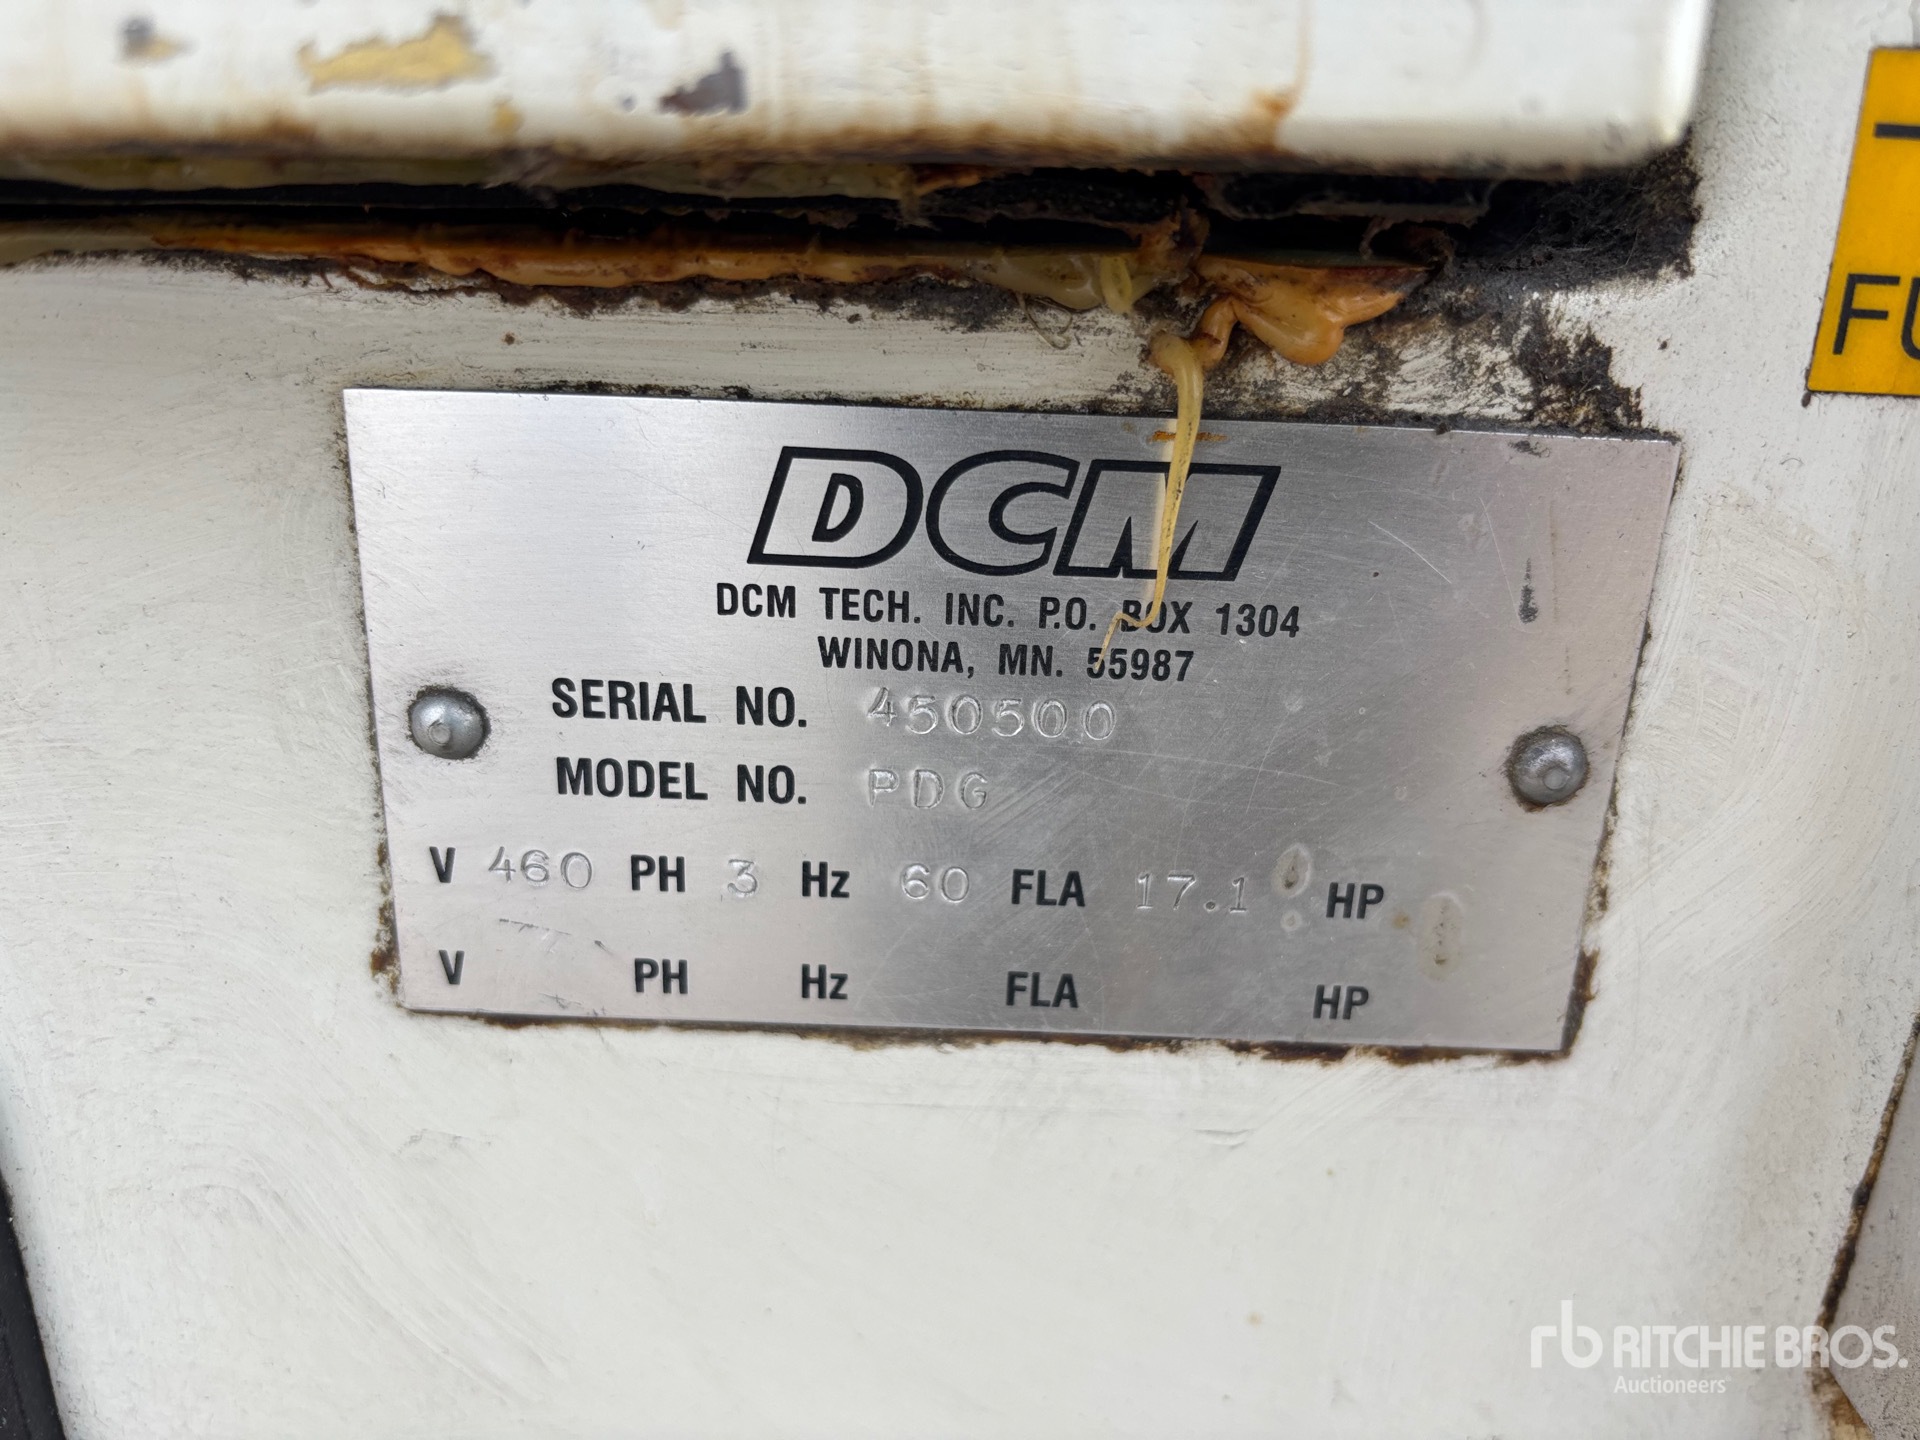 FU
DCM
DCM TECH. INC. P.O. BOX 1304
WINONA, MN. 55987
SERIAL NO. 450500
MODEL NO. PDG
V 460 PH 3 Hz 60 FLA 17.1 HP
V PH Hz FLA HP
rb RITCHIE BROS.
Auctioneers